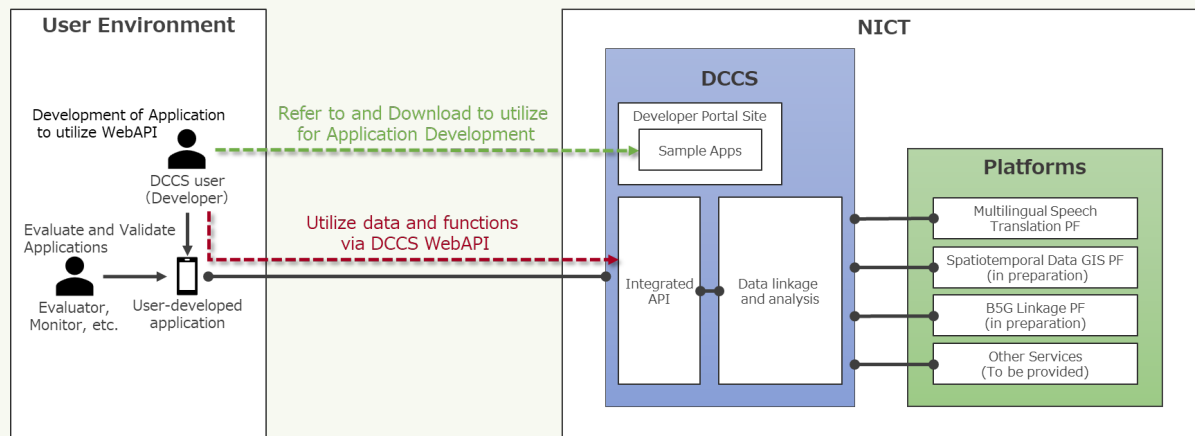 User Environment
Development of Application
to utilize WebAPI
DCCS user
(Developer)
Evaluate and Validate
Applications
Evaluator,
Monitor, etc.
User-developed
application
Refer to and Download to utilize
for Application Development
Utilize data and functions
via DCCS WebAPI
NICT
DCCS
Developer Portal Site
Sample Apps
Integrated
API
Data linkage
and analysis
Platforms
Multilingual Speech
Translation PF
Spatiotemporal Data GIS PF
(in preparation)
B5G Linkage PF
(in preparation)
Other Services
(To be provided)